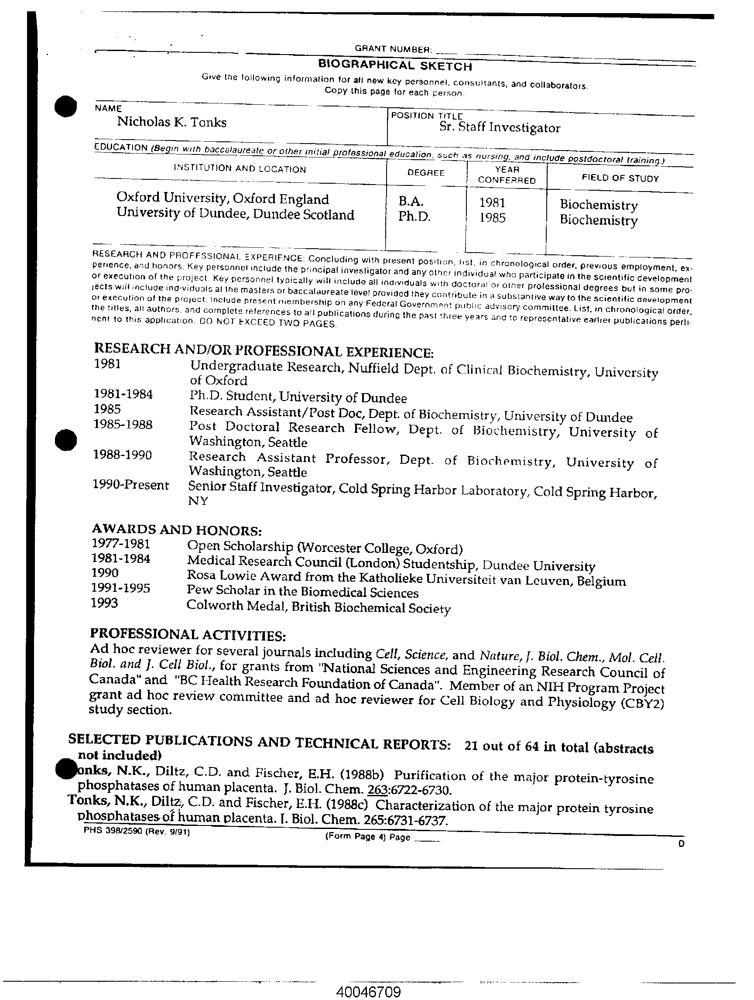 GRANT NUMBER:
BIOGRAPHICAL SKETCH
Give the following information for all new key personnel, consultants, and collaborators.
Copy this page for each person.
NAME
Nicholas K. Tonks
POSITION TITLE
Sr. Staff Investigator
EDUCATION (Begin with baccalaureate or other initial professional education, such as nursing, and include postdoctoral training.)
INSTITUTION AND LOCATION DEGREE YEAR CONFERRED FIELD OF STUDY
Oxford University, Oxford England B.A. 1981 Biochemistry
University of Dundee, Dundee Scotland Ph.D. 1985 Biochemistry
RESEARCH AND PROFESSIONAL EXPERIENCE: Concluding with present position, list, in chronological order, previous employment, ex-
perience, and honors. Key personnel include the principal investigator and any other individual who participate in the scientific development
or execution of the project. Key personnel typically will include all individuals with doctoral or other professional degrees but in some pro-
jects will include individuals at the masters or baccalaureate level provided they contribute in a substantive way to the scientific development
or execution of the project. Include present membership on any Federal Government public advisory committee. List, in chronological order,
the titles, all authors, and complete references to all publications during the past three years and to representative earlier publications perti-
nent to this application. DO NOT EXCEED TWO PAGES.
RESEARCH AND/OR PROFESSIONAL EXPERIENCE:
1981 Undergraduate Research, Nuffield Dept. of Clinical Biochemistry, University
of Oxford
1981-1984 Ph.D. Student, University of Dundee
1985 Research Assistant/Post Doc, Dept. of Biochemistry, University of Dundee
1985-1988 Post Doctoral Research Fellow, Dept. of Biochemistry, University of
Washington, Seattle
1988-1990 Research Assistant Professor, Dept. of Biochemistry, University of
Washington, Seattle
1990-Present Senior Staff Investigator, Cold Spring Harbor Laboratory, Cold Spring Harbor,
NY
AWARDS AND HONORS:
1977-1981 Open Scholarship (Worcester College, Oxford)
1981-1984 Medical Research Council (London) Studentship, Dundee University
1990 Rosa Lowie Award from the Katholieke Universiteit van Leuven, Belgium
1991-1995 Pew Scholar in the Biomedical Sciences
1993 Colworth Medal, British Biochemical Society
PROFESSIONAL ACTIVITIES:
Ad hoc reviewer for several journals including Cell, Science, and Nature, J. Biol. Chem., Mol. Cell.
Biol. and J. Cell Biol., for grants from "National Sciences and Engineering Research Council of
Canada" and "BC Health Research Foundation of Canada". Member of an NIH Program Project
grant ad hoc review committee and ad hoc reviewer for Cell Biology and Physiology (CBY2)
study section.
SELECTED PUBLICATIONS AND TECHNICAL REPORTS: 21 out of 64 in total (abstracts
not included)
onks, N.K., Diltz, C.D. and Fischer, E.H. (1988b) Purification of the major protein-tyrosine
phosphatases of human placenta. J. Biol. Chem. 263:6722-6730.
Tonks, N.K., Diltz, C.D. and Fischer, E.H. (1988c) Characterization of the major protein tyrosine
phosphatases of human placenta. J. Biol. Chem. 265:6731-6737.
PHS 398/2590 (Rev. 9/91) (Form Page 4) Page D
40046709